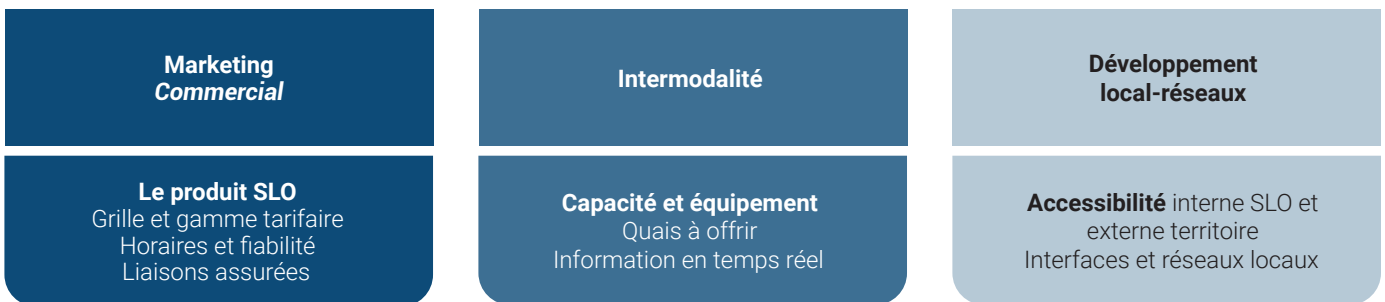 Marketing
Commercial
Intermodalité
Développement
local-réseaux
Le produit SLO
Grille et gamme tarifaire
Horaires et fiabilité
Liaisons assurées
Capacité et équipement
Quais à offrir
Information en temps réel
Accessibilité interne SLO et
externe territoire
Interfaces et réseaux locaux